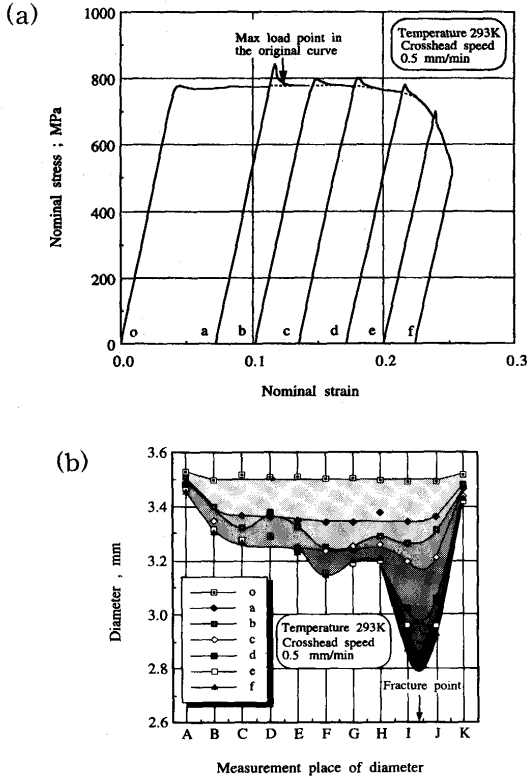 (a)
1000
800
600
400
200
0
Nominal stress ; MPa
Max load point in
the original curve
Temperature 293K
Crosshead speed
0.5 mm/min
o
a
b
c
d
e
f
0.0
0.1
0.2
0.3
Nominal strain
(b)
3.6
3.4
3.2
3.0
2.8
2.6
Diameter , mm
o
a
b
c
d
e
f
Temperature 293K
Crosshead speed
0.5 mm/min
Fracture point
A B C D E F G H I J K
Measurement place of diameter